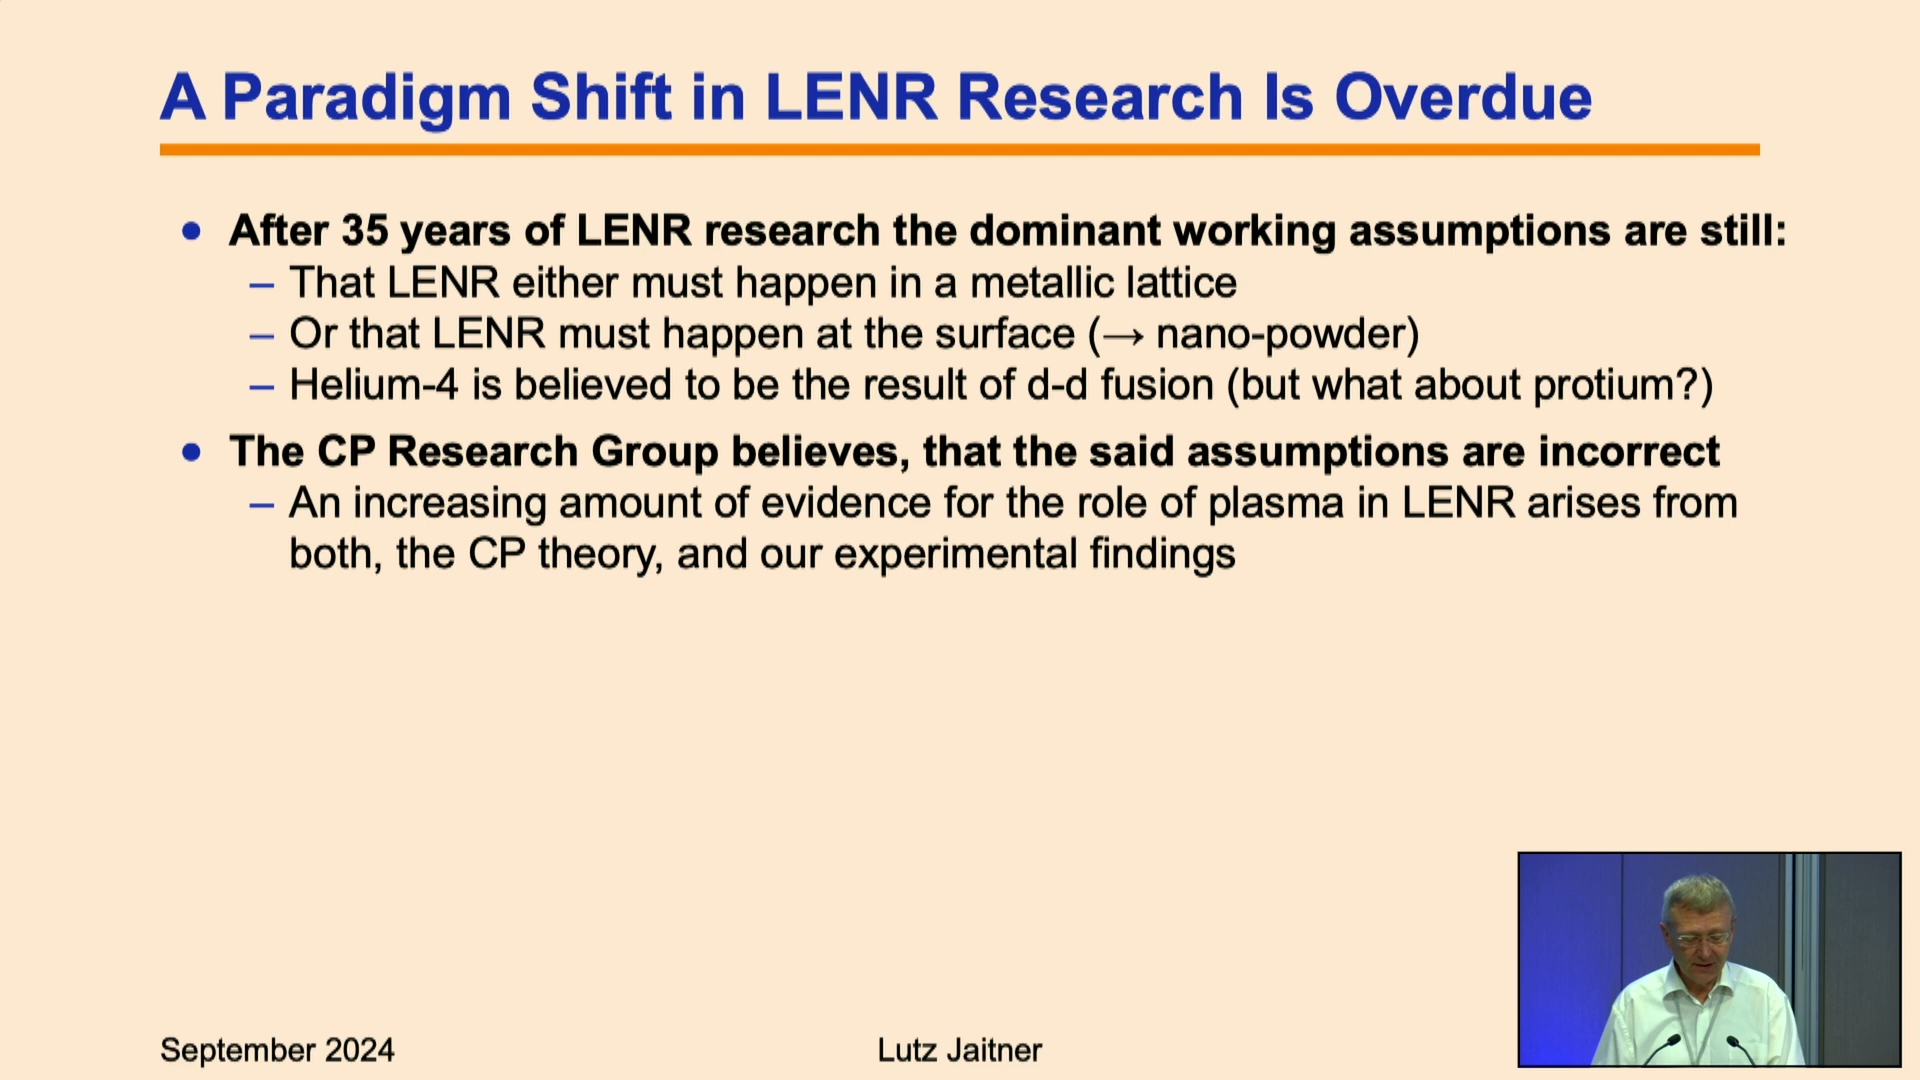 A Paradigm Shift in LENR Research Is Overdue
• After 35 years of LENR research the dominant working assumptions are still:
– That LENR either must happen in a metallic lattice
– Or that LENR must happen at the surface (→ nano-powder)
– Helium-4 is believed to be the result of d-d fusion (but what about protium?)
• The CP Research Group believes, that the said assumptions are incorrect
– An increasing amount of evidence for the role of plasma in LENR arises from
both, the CP theory, and our experimental findings
September 2024
Lutz Jaitner